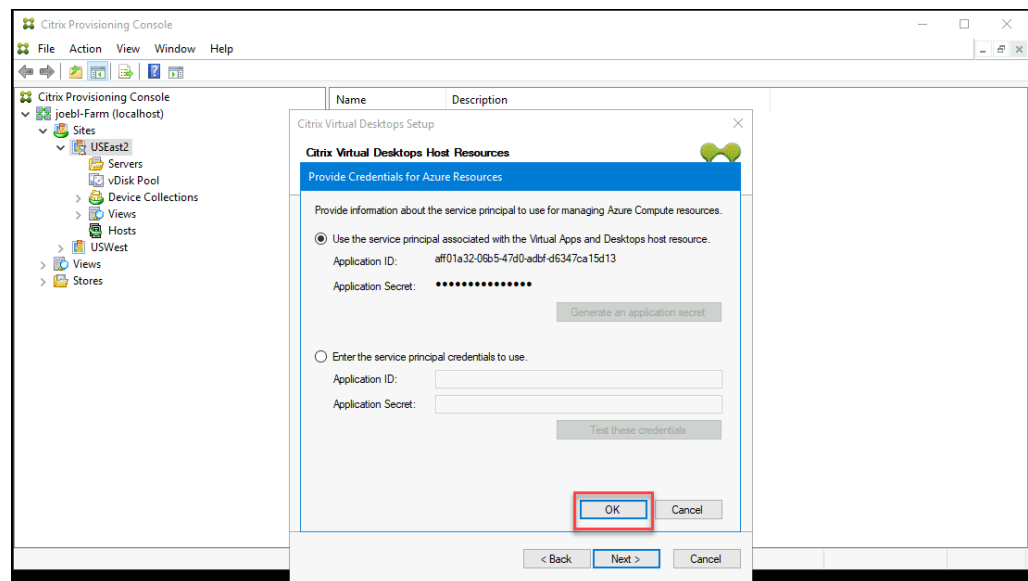 Citrix Provisioning Console
File Action View Window Help
Citrix Provisioning Console
joebl-Farm (localhost)
Sites
USEast2
Servers
vDisk Pool
Device Collections
Views
Hosts
USWest
Views
Stores
Name Description
Citrix Virtual Desktops Setup
Citrix Virtual Desktops Host Resources
Provide Credentials for Azure Resources
Provide information about the service principal to use for managing Azure Compute resources.
Use the service principal associated with the Virtual Apps and Desktops host resource.
Application ID: aff01a32-06b5-47d0-adbf-d6347ca15d13
Application Secret: •••••••••••••••
Generate an application secret
Enter the service principal credentials to use.
Application ID:
Application Secret:
Test these credentials
OK Cancel
< Back Next > Cancel